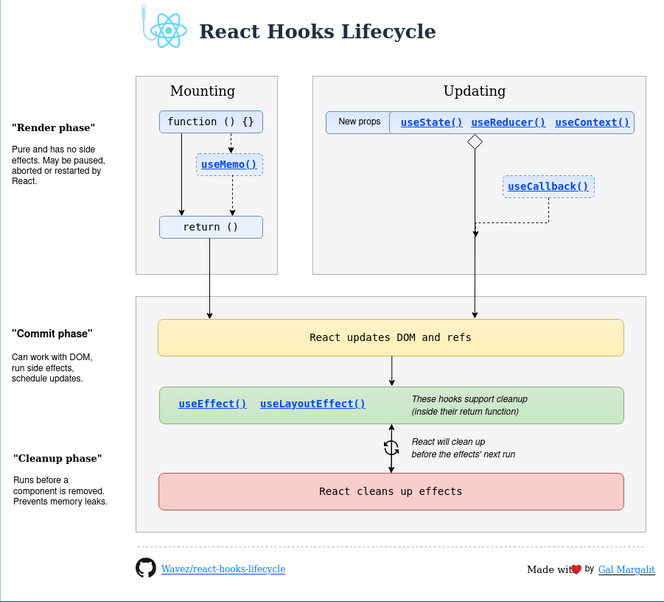 React Hooks Lifecycle
Mounting
Updating
"Render phase"
Pure and has no side
effects. May be paused,
aborted or restarted by
React.
function () {}
useMemo()
return ()
New props
useState() useReducer() useContext()
useCallback()
"Commit phase"
Can work with DOM,
run side effects,
schedule updates.
React updates DOM and refs
useEffect() useLayoutEffect()
These hooks support cleanup
(inside their return function)
React will clean up
before the effects' next run
"Cleanup phase"
Runs before a
component is removed.
Prevents memory leaks.
React cleans up effects
Wavez/react-hooks-lifecycle
Made with by Gal Margalit